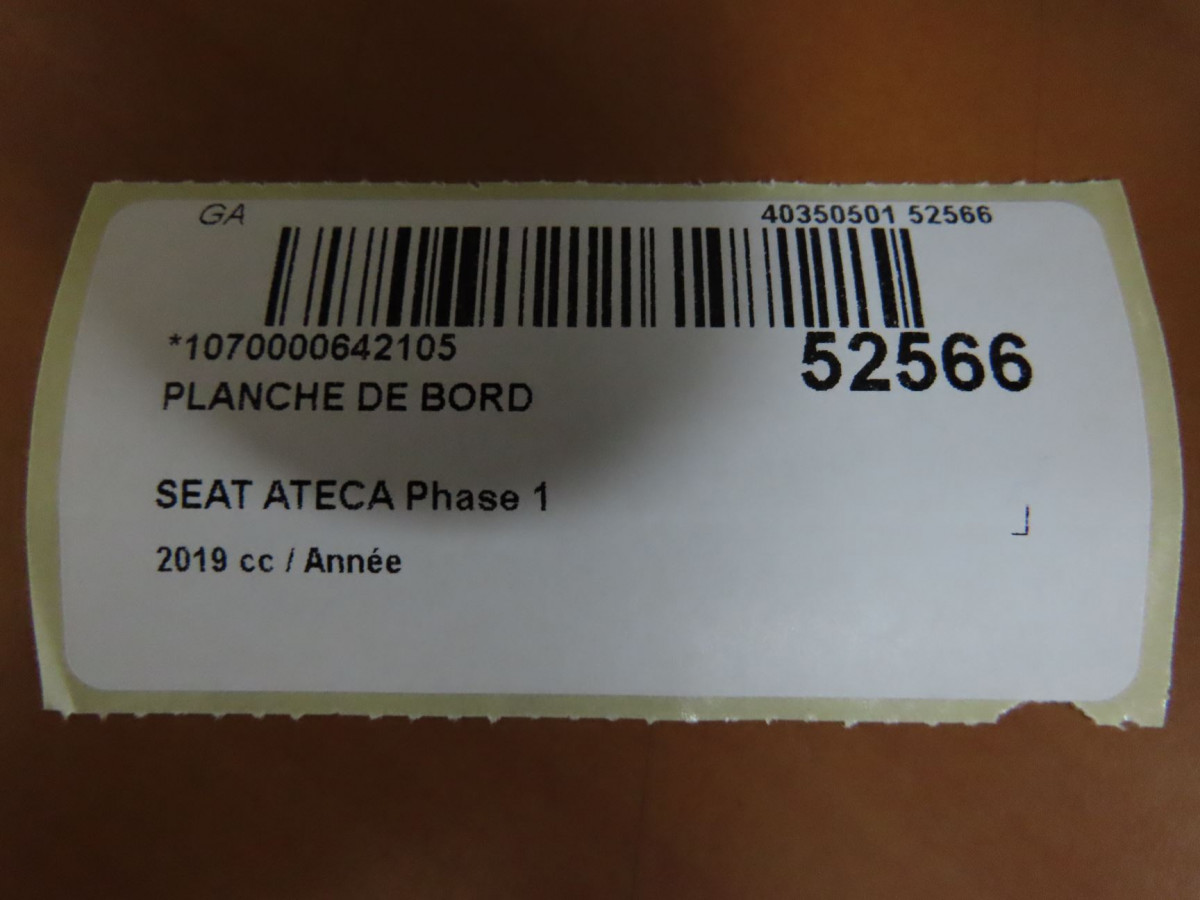 GA 40350501 52566
*1070000642105 52566
PLANCHE DE BORD
SEAT ATECA Phase 1
2019 cc / Année